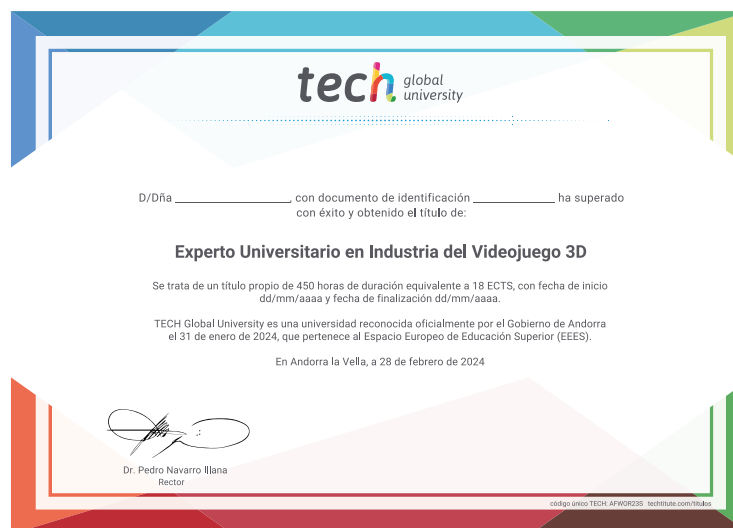 tech global
university
D/Dña ____________________, con documento de identificación ______________ ha superado
con éxito y obtenido el título de:
Experto Universitario en Industria del Videojuego 3D
Se trata de un título propio de 450 horas de duración equivalente a 18 ECTS, con fecha de inicio
dd/mm/aaaa y fecha de finalización dd/mm/aaaa.
TECH Global University es una universidad reconocida oficialmente por el Gobierno de Andorra
el 31 de enero de 2024, que pertenece al Espacio Europeo de Educación Superior (EEES).
En Andorra la Vella, a 28 de febrero de 2024
Dr. Pedro Navarro Illana
Rector
código único TECH: AFWOR23S techtitute.com/titulos